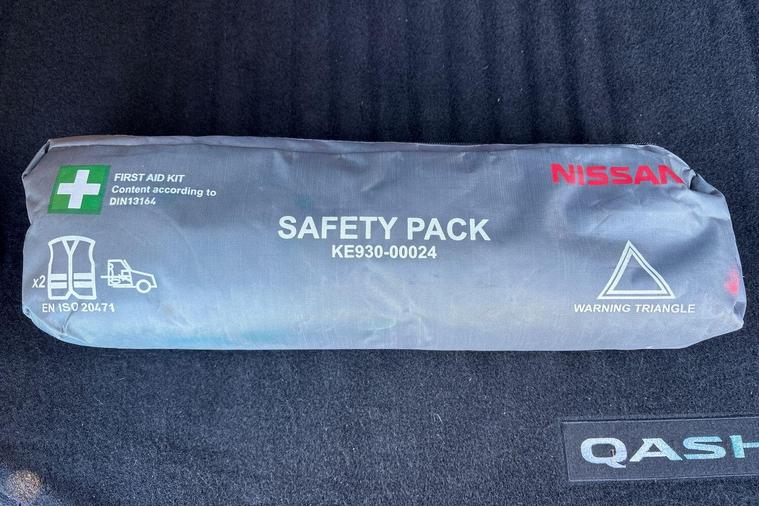 FIRST AID KIT
Content according to
DIN13164
NISSAN
SAFETY PACK
KE930-00024
x2
EN ISO 20471
WARNING TRIANGLE
QASH